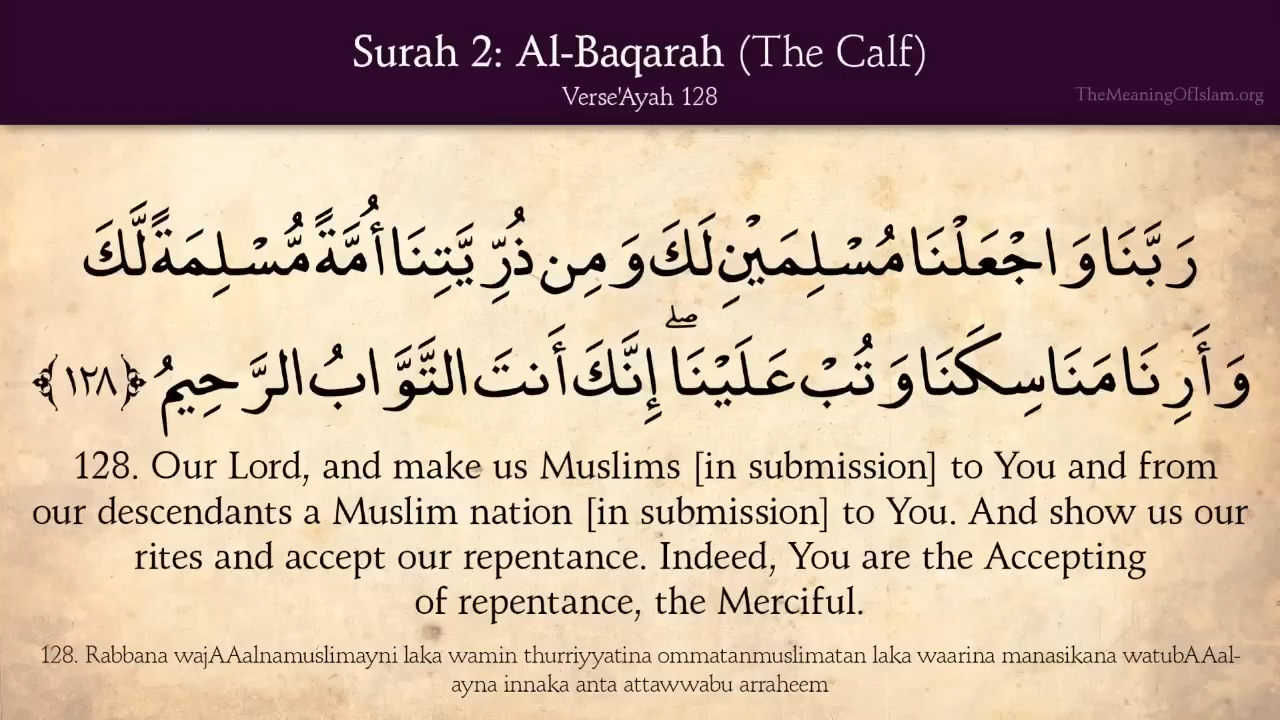 Surah 2: Al-Baqarah (The Calf)
Verse'Ayah 128
TheMeaningOfIslam.org
رَبَّنَا وَاجْعَلْنَا مُسْلِمَيْنِ لَكَ وَمِن ذُرِّيَّتِنَا أُمَّةً مُّسْلِمَةً لَّكَ
وَأَرِنَا مَنَاسِكَنَا وَتُبْ عَلَيْنَا ۖ إِنَّكَ أَنتَ التَّوَّابُ الرَّحِيمُ ﴿١٢٨﴾
128. Our Lord, and make us Muslims [in submission] to You and from
our descendants a Muslim nation [in submission] to You. And show us our
rites and accept our repentance. Indeed, You are the Accepting
of repentance, the Merciful.
128. Rabbana wajAAalnamuslimayni laka wamin thurriyyatina ommatanmuslimatan laka waarina manasikana watubAAal-
ayna innaka anta attawwabu arraheem